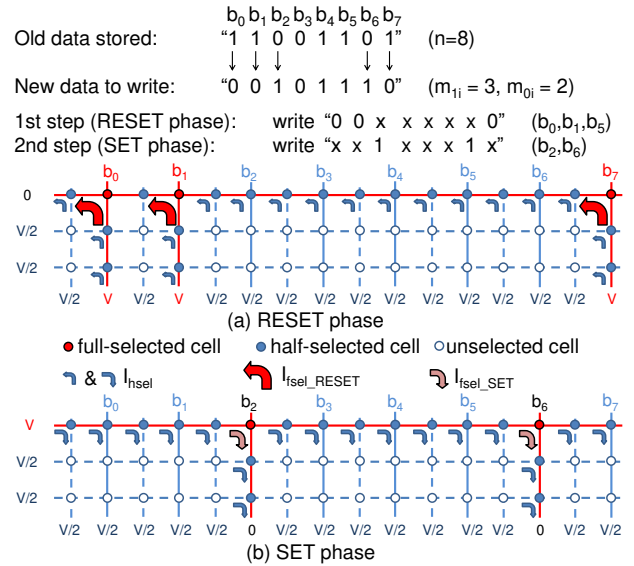 b0 b1 b2 b3 b4 b5 b6 b7
Old data stored: “1 1 0 0 1 1 0 1” (n=8)
New data to write: “0 0 1 0 1 1 1 0” (m1i = 3, m0i = 2)
1st step (RESET phase): write “0 0 x x x x x 0” (b0,b1,b5)
2nd step (SET phase): write “x x 1 x x x 1 x” (b2,b6)
b0 b1 b2 b3 b4 b5 b6 b7
0
V/2
V/2
V/2 V V/2 V V/2 V/2 V/2 V/2 V/2 V/2 V/2 V/2 V/2 V/2 V/2 V
(a) RESET phase
full-selected cell half-selected cell unselected cell
& Ihsel Ifsel_RESET Ifsel_SET
b0 b1 b2 b3 b4 b5 b6 b7
V
V/2
V/2
V/2 V/2 V/2 V/2 V/2 0 V/2 V/2 V/2 V/2 V/2 V/2 V/2 0 V/2 V/2
(b) SET phase